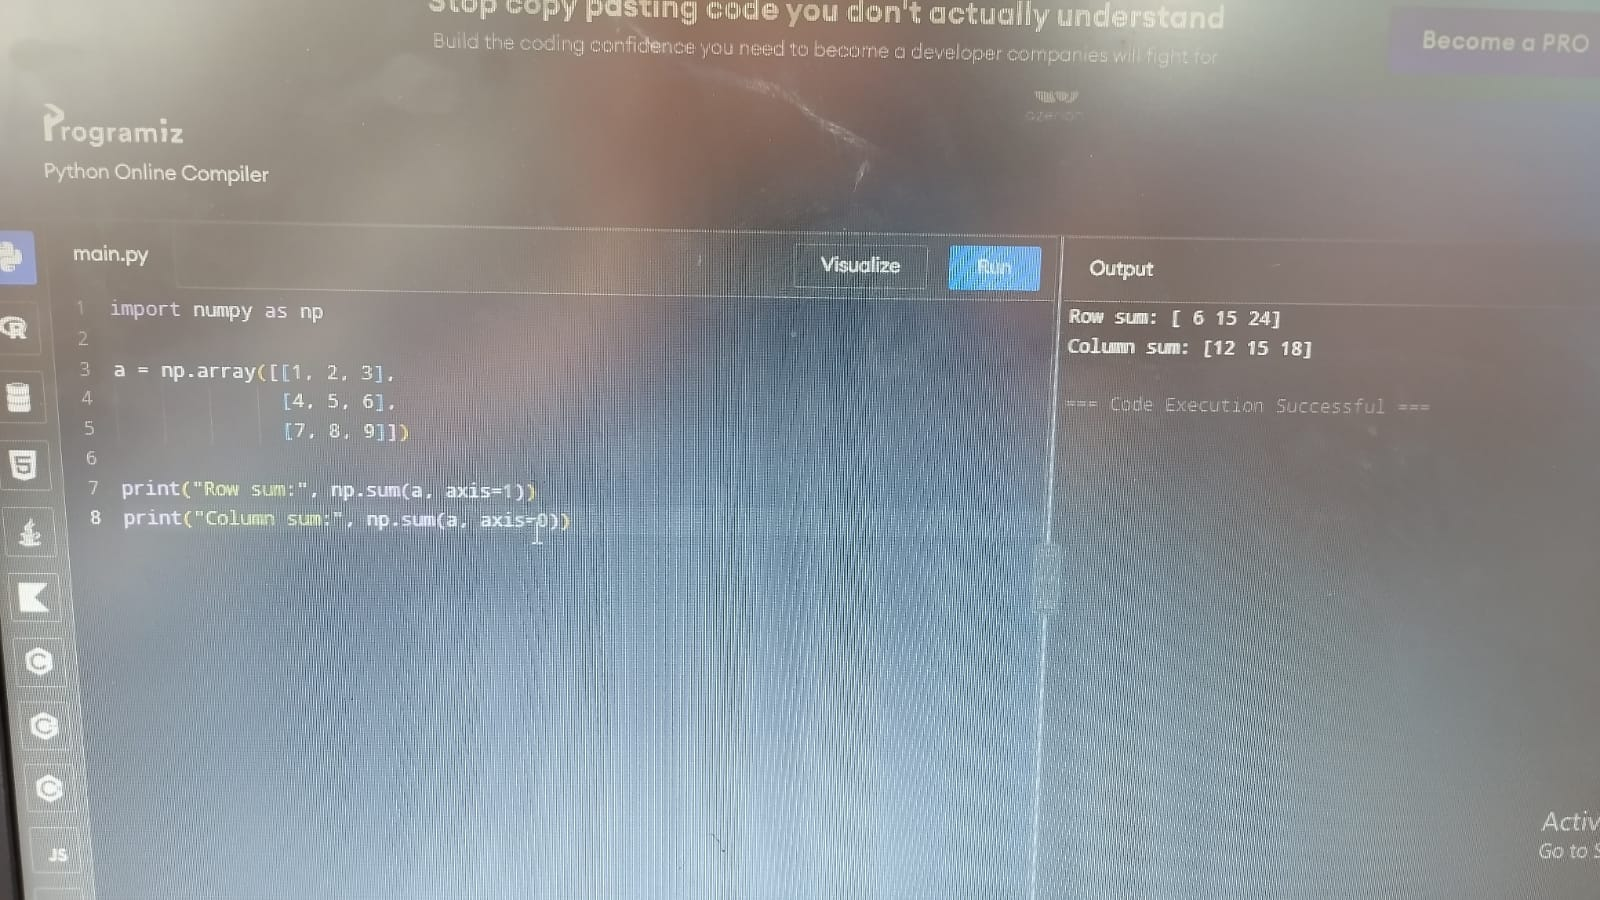 Stop copy pasting code you don't actually understand
Build the coding confidence you need to become a developer companies will fight for
Become a PRO
Programiz
Python Online Compiler
main.py
Visualize
Run
Output
1 import numpy as np
2
3 a = np.array([[1, 2, 3],
4 [4, 5, 6],
5 [7, 8, 9]])
6
7 print("Row sum:", np.sum(a, axis=1))
8 print("Column sum:", np.sum(a, axis=0))
Row sum: [ 6 15 24]
Column sum: [12 15 18]
=== Code Execution Successful ===
R
5
C
C
C
JS
Activ
Go to S